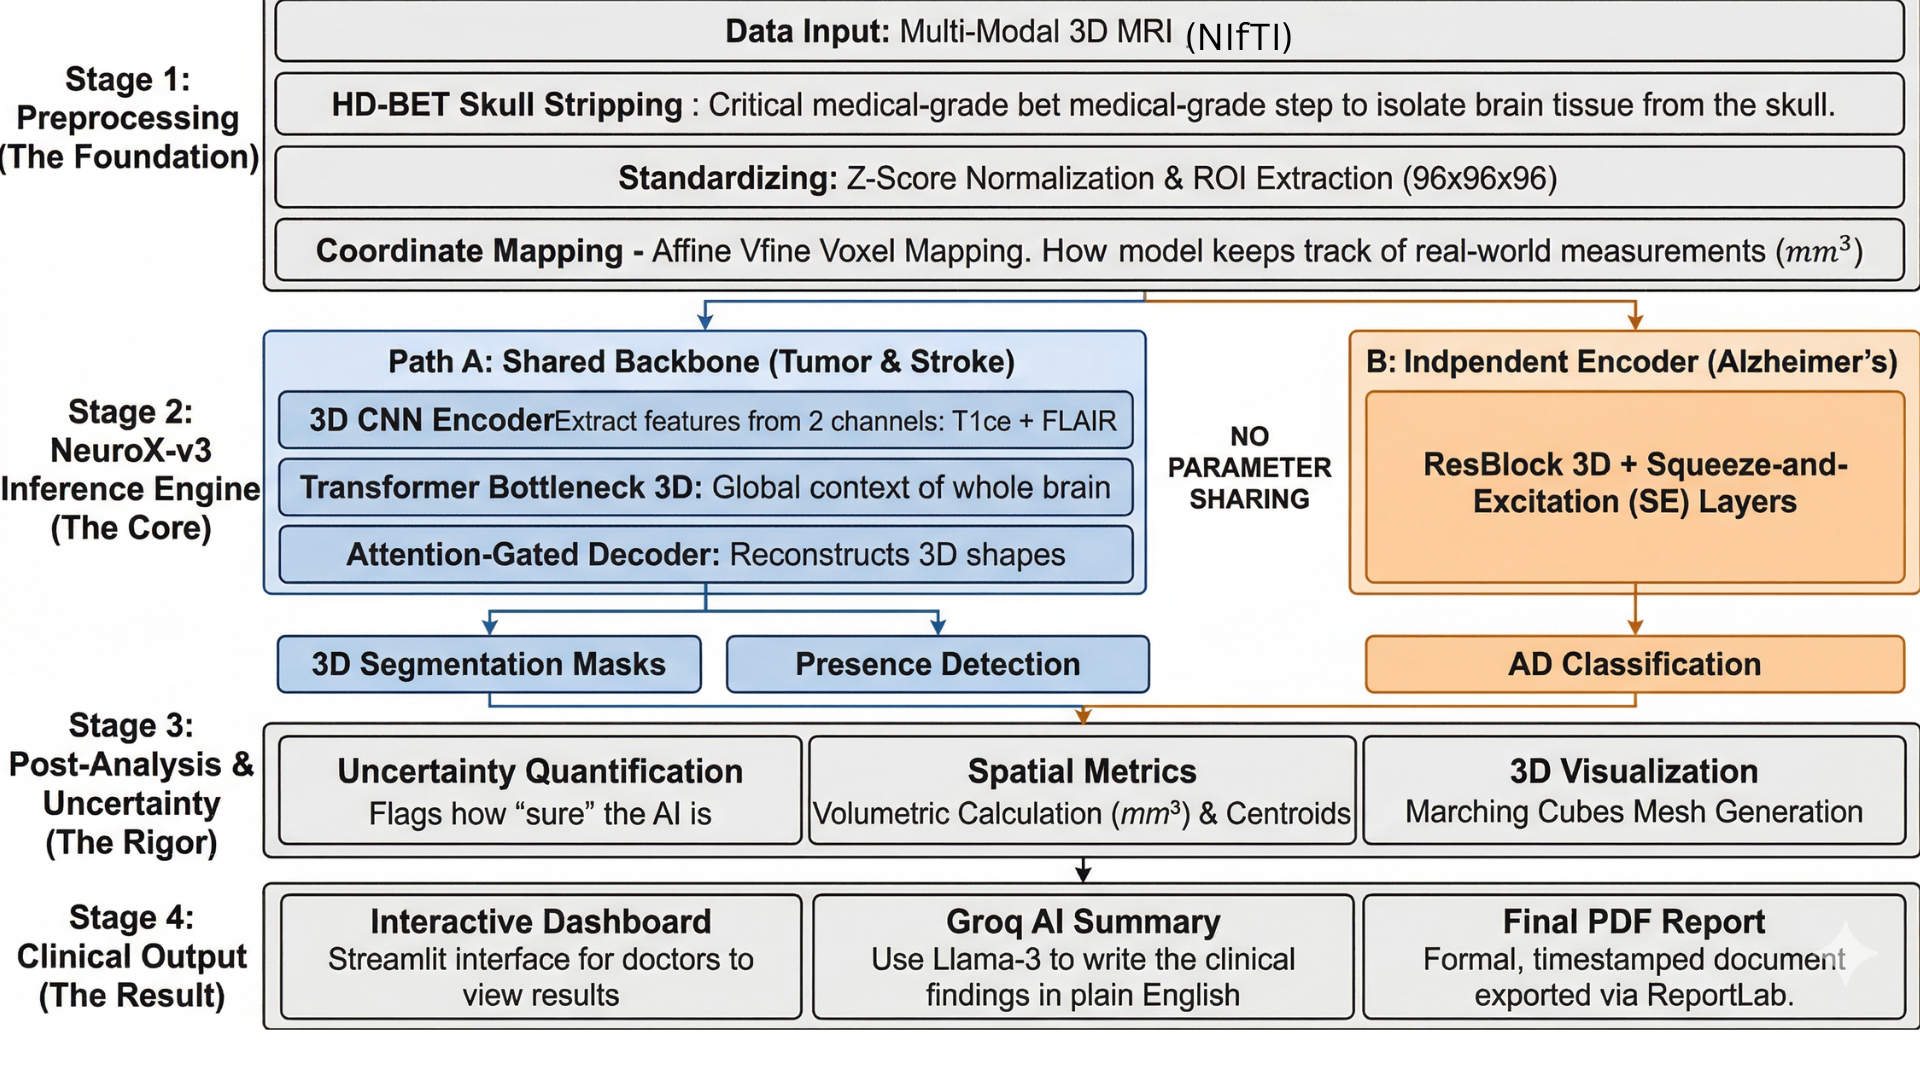 Data Input: Multi-Modal 3D MRI (NIfTI)
Stage 1:
Preprocessing
(The Foundation)
HD-BET Skull Stripping : Critical medical-grade bet medical-grade step to isolate brain tissue from the skull.
Standardizing: Z-Score Normalization & ROI Extraction (96x96x96)
Coordinate Mapping - Affine Vfine Voxel Mapping. How model keeps track of real-world measurements (mm³)
Stage 2:
NeuroX-v3
Inference Engine
(The Core)
Path A: Shared Backbone (Tumor & Stroke)
3D CNN EncoderExtract features from 2 channels: T1ce + FLAIR
Transformer Bottleneck 3D: Global context of whole brain
Attention-Gated Decoder: Reconstructs 3D shapes
NO
PARAMETER
SHARING
B: Indpendent Encoder (Alzheimer’s)
ResBlock 3D + Squeeze-and-
Excitation (SE) Layers
3D Segmentation Masks
Presence Detection
AD Classification
Stage 3:
Post-Analysis &
Uncertainty
(The Rigor)
Uncertainty Quantification
Flags how “sure” the AI is
Spatial Metrics
Volumetric Calculation (mm³) & Centroids
3D Visualization
Marching Cubes Mesh Generation
Stage 4:
Clinical Output
(The Result)
Interactive Dashboard
Streamlit interface for doctors to
view results
Groq AI Summary
Use Llama-3 to write the clinical
findings in plain English
Final PDF Report
Formal, timestamped document
exported via ReportLab.